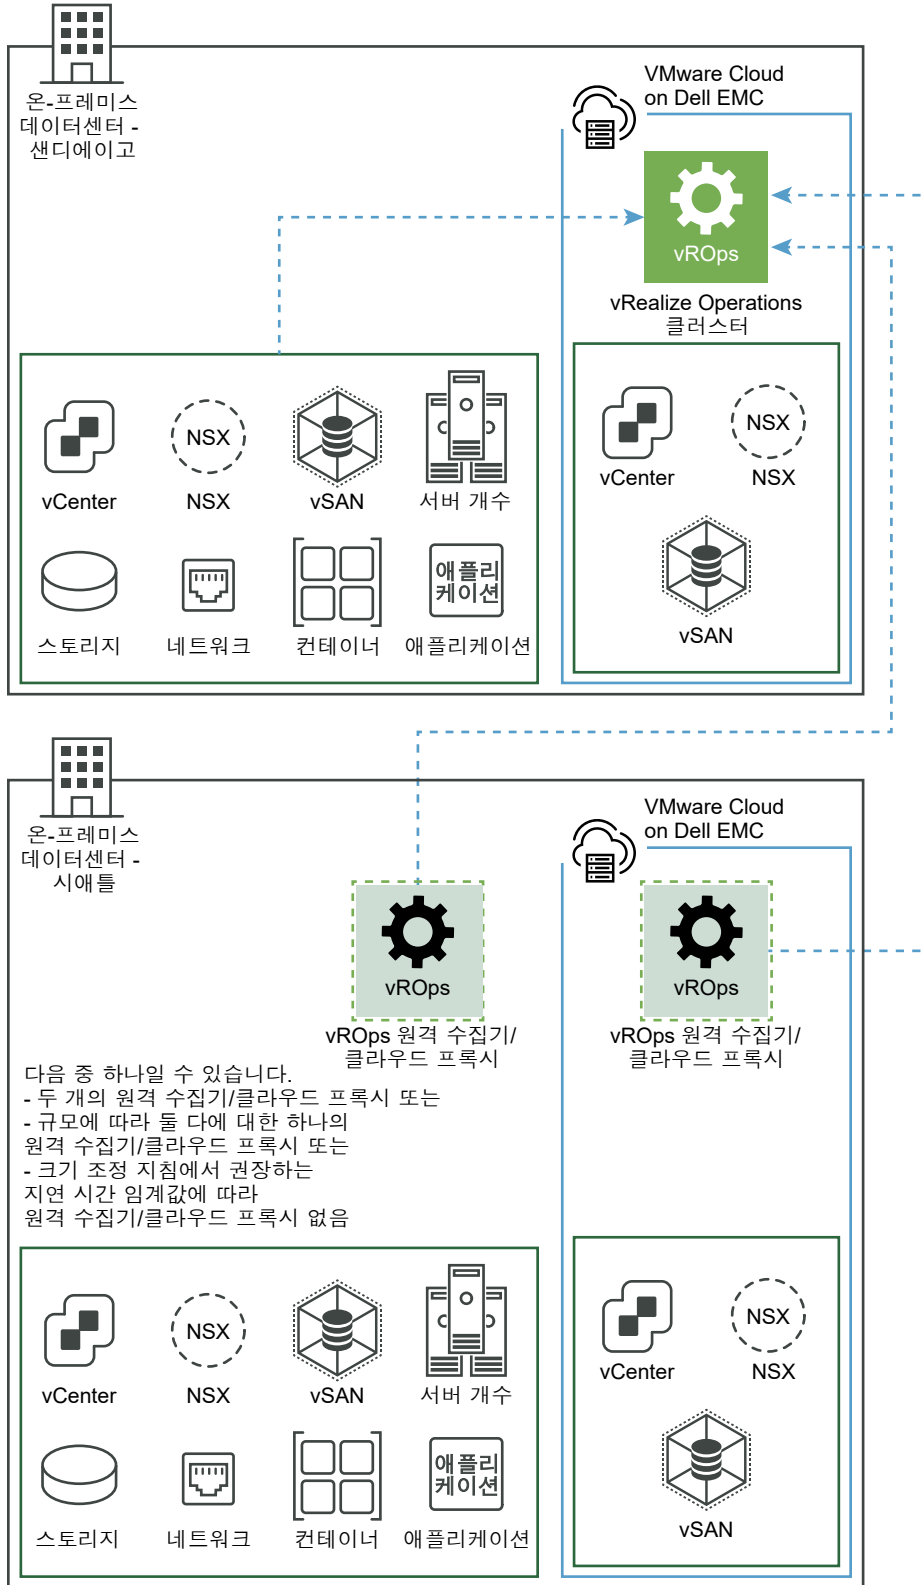 온-프레미스
데이터센터 -
샌디에이고
VMware Cloud
on Dell EMC
vROps
vRealize Operations
클러스터
vCenter
NSX
NSX
vSAN
서버 개수
스토리지
네트워크
컨테이너
애플리
케이션
애플리케이션
vCenter
NSX
NSX
vSAN
온-프레미스
데이터센터 -
시애틀
VMware Cloud
on Dell EMC
vROps
vROps 원격 수집기/
클라우드 프록시
vROps
vROps 원격 수집기/
클라우드 프록시
다음 중 하나일 수 있습니다.
- 두 개의 원격 수집기/클라우드 프록시 또는
- 규모에 따라 둘 다에 대한 하나의
원격 수집기/클라우드 프록시 또는
- 크기 조정 지침에서 권장하는
지연 시간 임계값에 따라
원격 수집기/클라우드 프록시 없음
vCenter
NSX
NSX
vSAN
서버 개수
스토리지
네트워크
컨테이너
애플리
케이션
애플리케이션
vCenter
NSX
NSX
vSAN